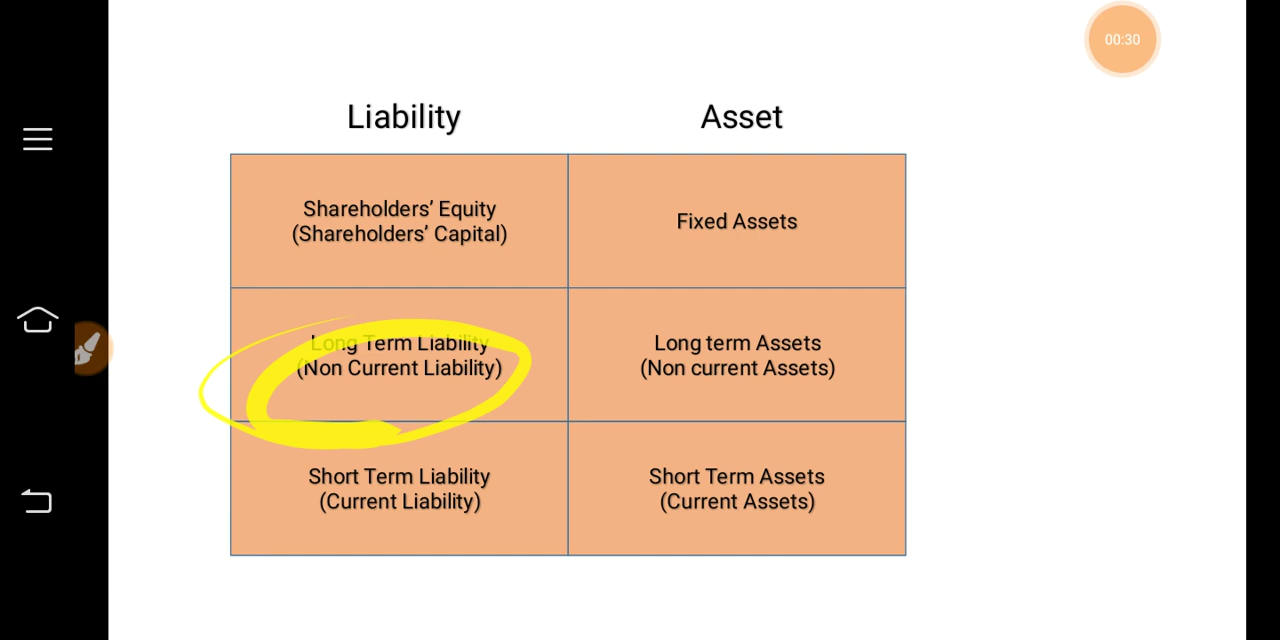 00:30
Liability
Asset
Shareholders’ Equity
(Shareholders’ Capital)
Fixed Assets
Long Term Liability
(Non Current Liability)
Long term Assets
(Non current Assets)
Short Term Liability
(Current Liability)
Short Term Assets
(Current Assets)